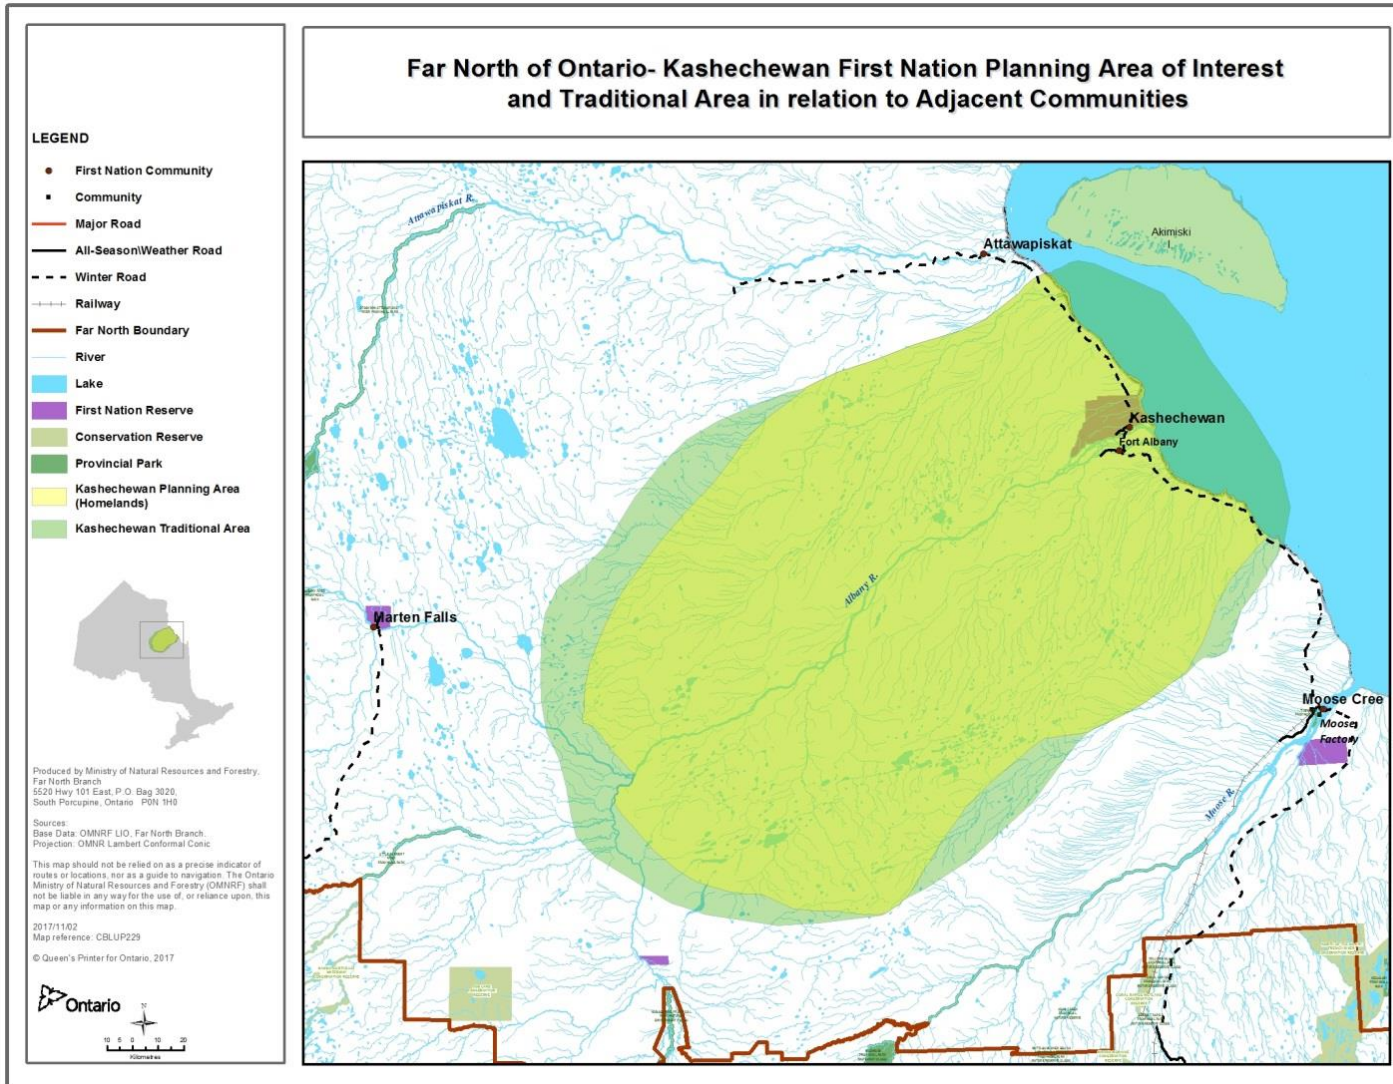 Far North of Ontario- Kashechewan First Nation Planning Area of Interest
and Traditional Area in relation to Adjacent Communities
LEGEND
First Nation Community
Community
Major Road
All-Season\Weather Road
Winter Road
Railway
Far North Boundary
River
Lake
First Nation Reserve
Conservation Reserve
Provincial Park
Kashechewan Planning Area
(Homelands)
Kashechewan Traditional Area
Produced by Ministry of Natural Resources and Forestry,
Far North Branch
5520 Hwy 101 East, P.O. Bag 3020,
South Porcupine, Ontario P0N 1H0
Sources:
Base Data: OMNRF LIO, Far North Branch.
Projection: OMNR Lambert Conformal Conic
This map should not be relied on as a precise indicator of
routes or locations, nor as a guide to navigation. The Ontario
Ministry of Natural Resources and Forestry (OMNRF) shall
not be liable in any way for the use of, or reliance upon, this
map or any information on this map.
2017/11/02
Map reference: CBLUP229
© Queen's Printer for Ontario, 2017
Ontario
N
10 5 0 10 20
Kilometres
Attawapiskat R.
Attawapiskat
Akimiski
I.
Kashechewan
Fort Albany
Albany R.
Marten Falls
Moose Cree
Moose
Factory
Moose R.